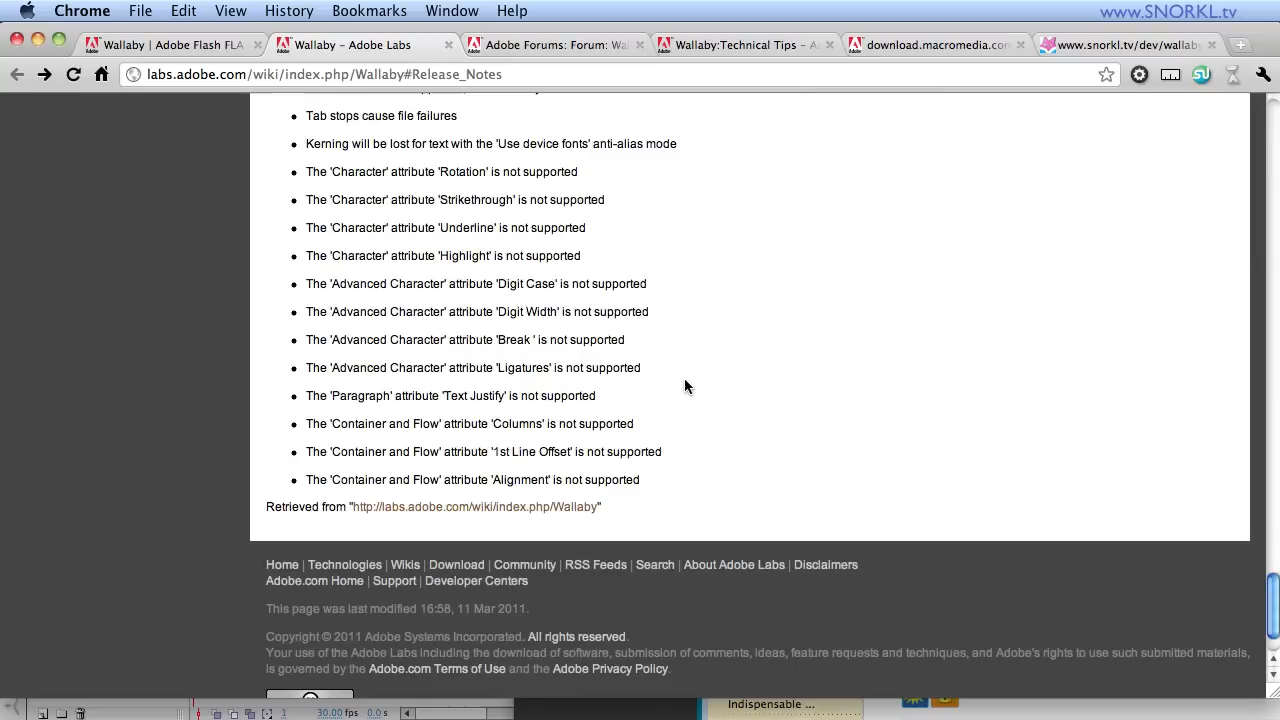 Chrome File Edit View History Bookmarks Window Help www.SNORKL.tv
Wallaby | Adobe Flash FLA Wallaby - Adobe Labs Adobe Forums: Forum: Wal Wallaby:Technical Tips - A download.macromedia.com www.snorkl.tv/dev/wallab
labs.adobe.com/wiki/index.php/Wallaby#Release_Notes
Tab stops cause file failures
Kerning will be lost for text with the 'Use device fonts' anti-alias mode
The 'Character' attribute 'Rotation' is not supported
The 'Character' attribute 'Strikethrough' is not supported
The 'Character' attribute 'Underline' is not supported
The 'Character' attribute 'Highlight' is not supported
The 'Advanced Character' attribute 'Digit Case' is not supported
The 'Advanced Character' attribute 'Digit Width' is not supported
The 'Advanced Character' attribute 'Break ' is not supported
The 'Advanced Character' attribute 'Ligatures' is not supported
The 'Paragraph' attribute 'Text Justify' is not supported
The 'Container and Flow' attribute 'Columns' is not supported
The 'Container and Flow' attribute '1st Line Offset' is not supported
The 'Container and Flow' attribute 'Alignment' is not supported
Retrieved from "http://labs.adobe.com/wiki/index.php/Wallaby"
Home | Technologies | Wikis | Download | Community | RSS Feeds | Search | About Adobe Labs | Disclaimers
Adobe.com Home | Support | Developer Centers
This page was last modified 16:58, 11 Mar 2011.
Copyright © 2011 Adobe Systems Incorporated. All rights reserved.
Your use of the Adobe Labs including the download of software, submission of comments, ideas, feature requests and techniques, and Adobe's rights to use such submitted materials,
is governed by the Adobe.com Terms of Use and the Adobe Privacy Policy.
1 30.00 fps 0.0 s Indispensable ...